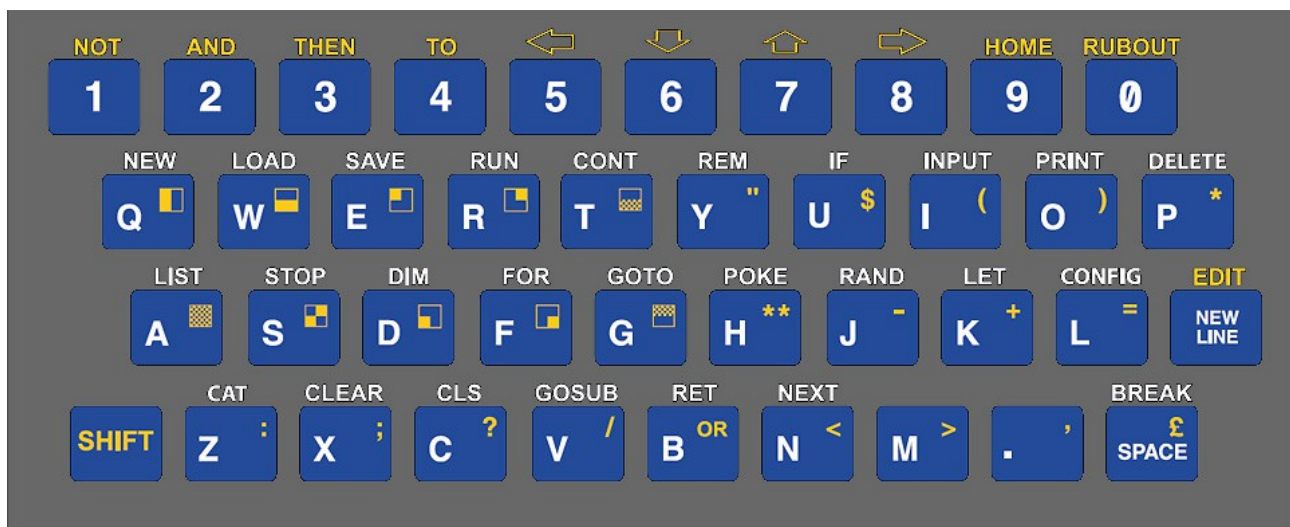 NOT AND THEN TO HOME RUBOUT
1 2 3 4 5 6 7 8 9 0
NEW LOAD SAVE RUN CONT REM IF INPUT PRINT DELETE
Q W E R T Y " U $ I ( O ) P *
LIST STOP DIM FOR GOTO POKE RAND LET CONFIG EDIT
A S D F G H ** J - K + L = NEW
LINE
CAT CLEAR CLS GOSUB RET NEXT BREAK
SHIFT Z : X ; C ? V / B OR N < M > . , £
SPACE